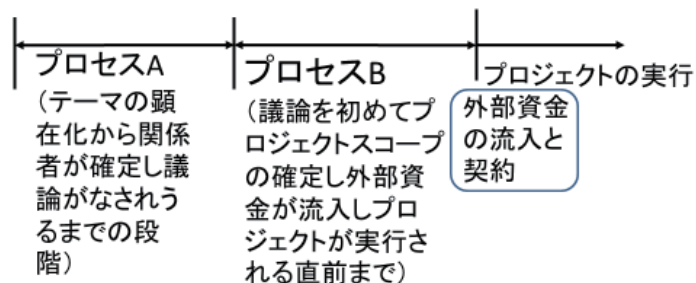 プロセスA
（テーマの顕
在化から関係
者が確定し議
論がなされう
るまでの段
階）
プロセスB
（議論を初めてプ
ロジェクトスコープ
の確定し外部資
金が流入しプロ
ジェクトが実行さ
れる直前まで）
プロジェクトの実行
外部資金
の流入と
契約